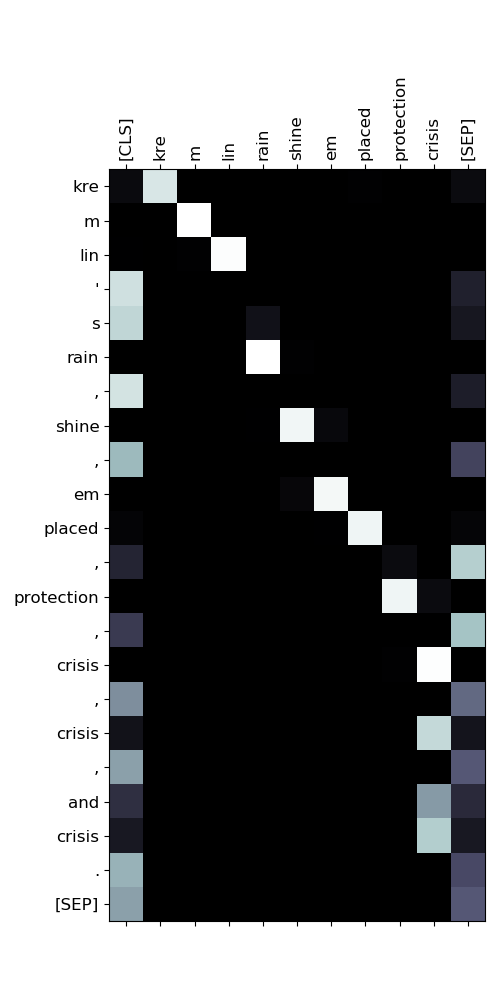 [CLS]
kre
m
lin
rain
shine
em
placed
protection
crisis
[SEP]
kre
m
lin
'
s
rain
,
shine
,
em
placed
,
protection
,
crisis
,
crisis
,
and
crisis
.
[SEP]